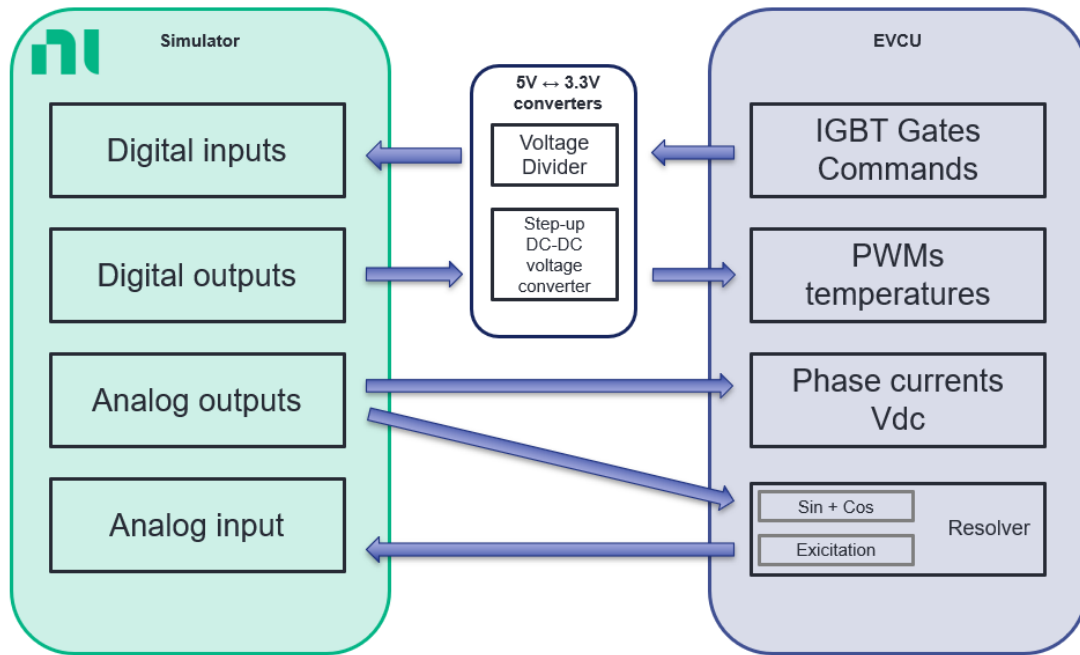 Simulator
Digital inputs
Digital outputs
Analog outputs
Analog input
5V ↔ 3.3V
converters
Voltage
Divider
Step-up
DC-DC
voltage
converter
EVCU
IGBT Gates
Commands
PWMs
temperatures
Phase currents
Vdc
Sin + Cos
Exicitation
Resolver